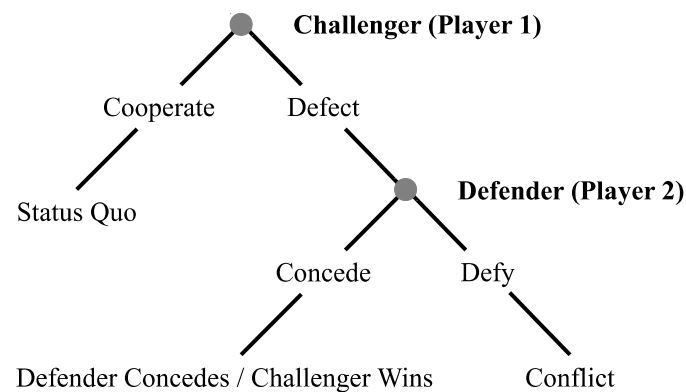 Challenger (Player 1)
Cooperate
Defect
Status Quo
Defender (Player 2)
Concede
Defy
Defender Concedes / Challenger Wins
Conflict